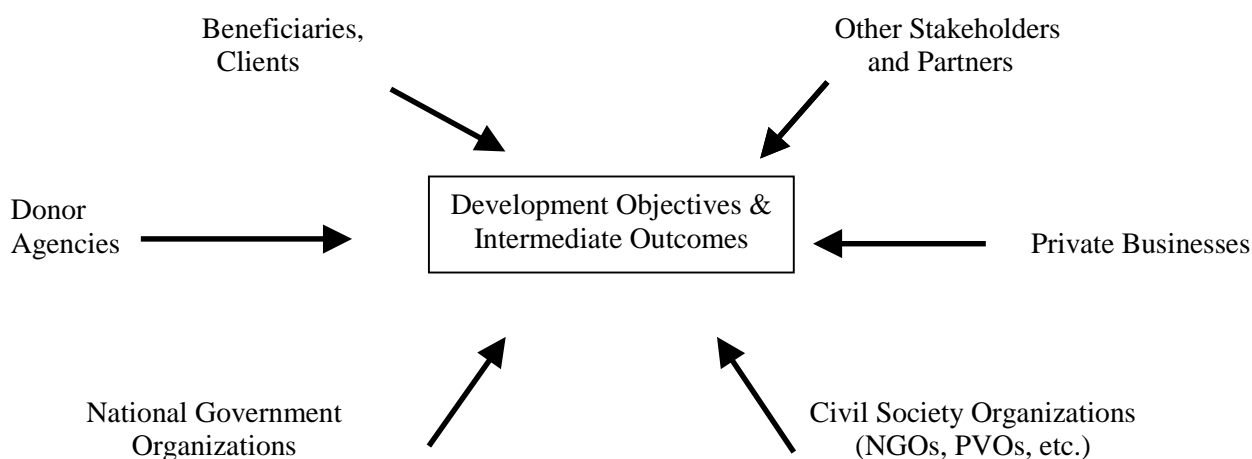 Beneficiaries,
Clients
Other Stakeholders
and Partners
Donor
Agencies
Development Objectives &
Intermediate Outcomes
Private Businesses
National Government
Organizations
Civil Society Organizations
(NGOs, PVOs, etc.)